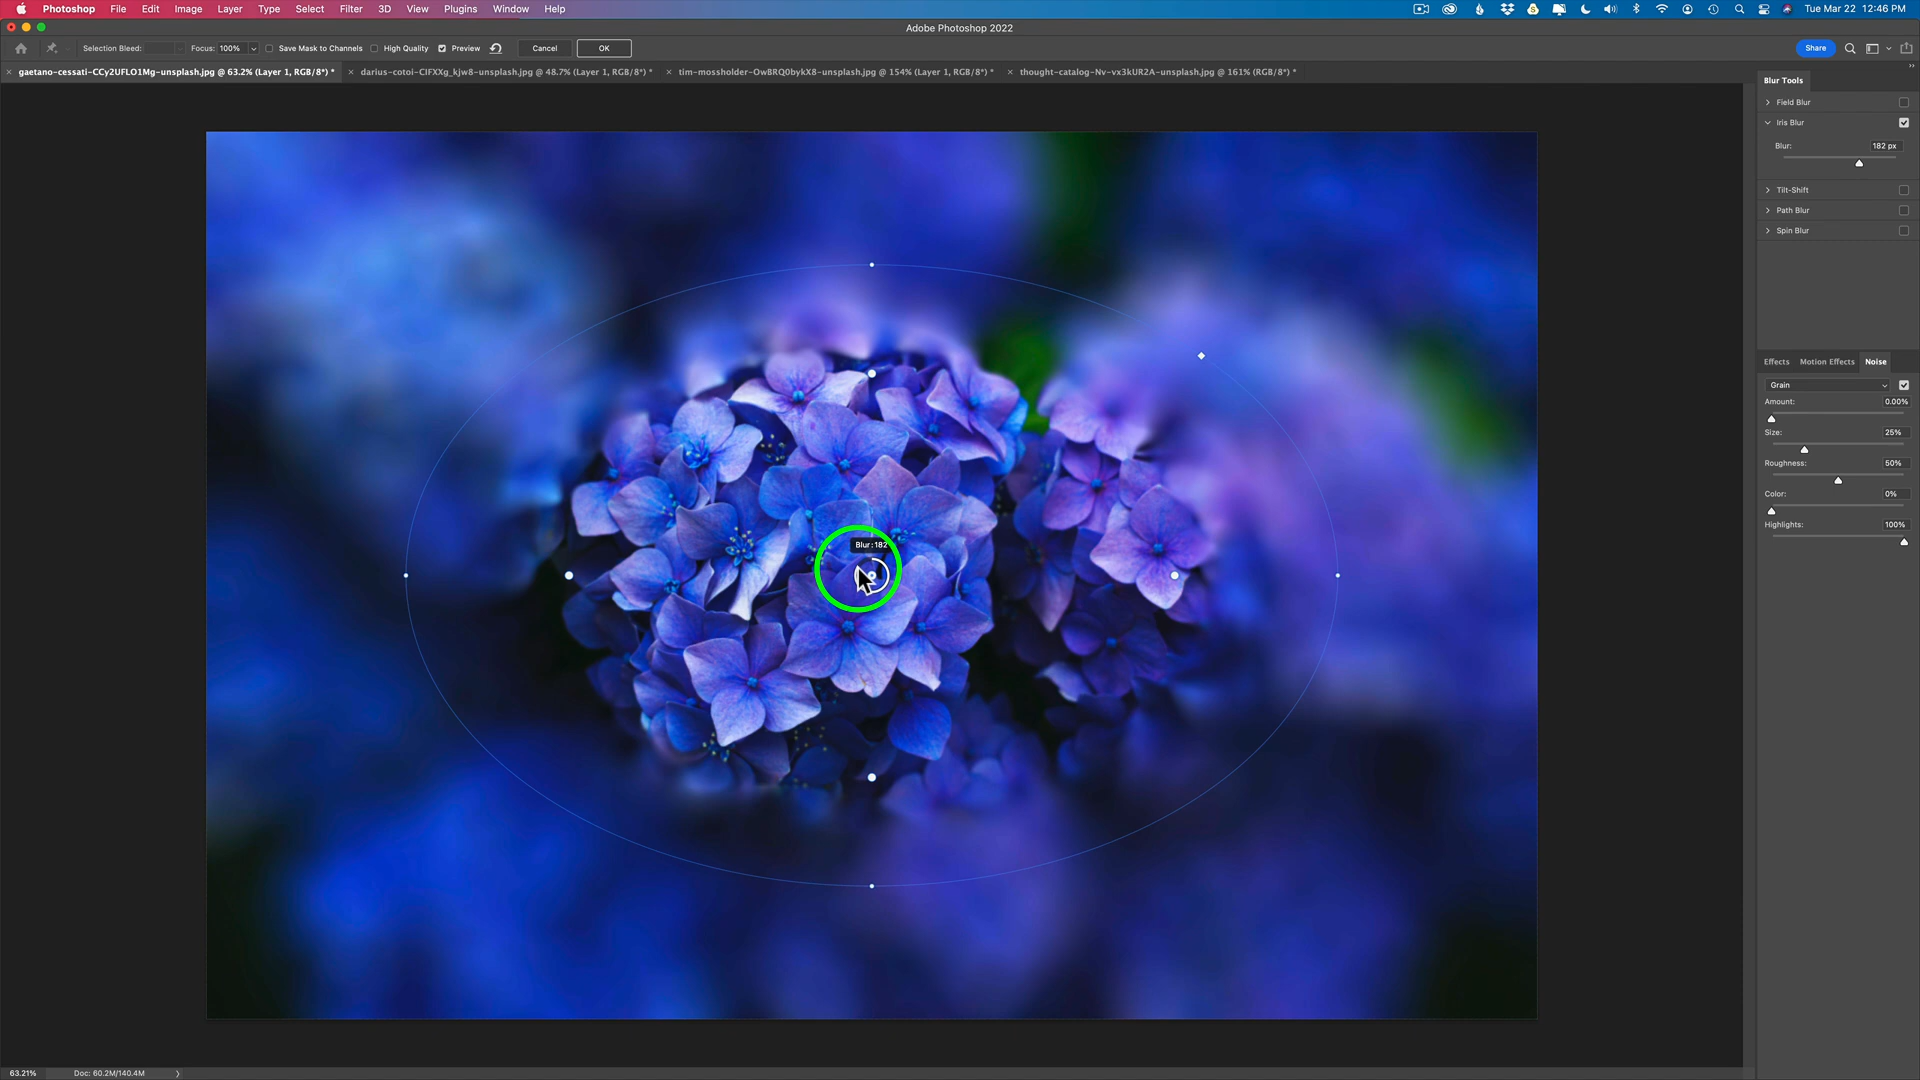 Photoshop File Edit Image Layer Type Select Filter 3D View Plugins Window Help Tue Mar 22 12:46 PM
Adobe Photoshop 2022
Selection Bleed: Focus: 100% Save Mask to Channels High Quality Preview Cancel OK Share
gaetano-cessati-CCy2UFLO1Mg-unsplash.jpg @ 63.2% (Layer 1, RGB/8*) * darius-cotoi-CIFXXg_kjw8-unsplash.jpg @ 48.7% (Layer 1, RGB/8*) * tim-mossholder-OwBRQ0bykX8-unsplash.jpg @ 154% (Layer 1, RGB/8*) * thought-catalog-Nv-vx3kUR2A-unsplash.jpg @ 161% (RGB/8*) *
Blur Tools
Field Blur
Iris Blur
Blur: 182 px
Tilt-Shift
Path Blur
Spin Blur
Effects Motion Effects Noise
Grain
Amount: 0.00%
Size: 25%
Roughness: 50%
Color: 0%
Highlights: 100%
Blur: 182
63.21% Doc: 60.2M/140.4M